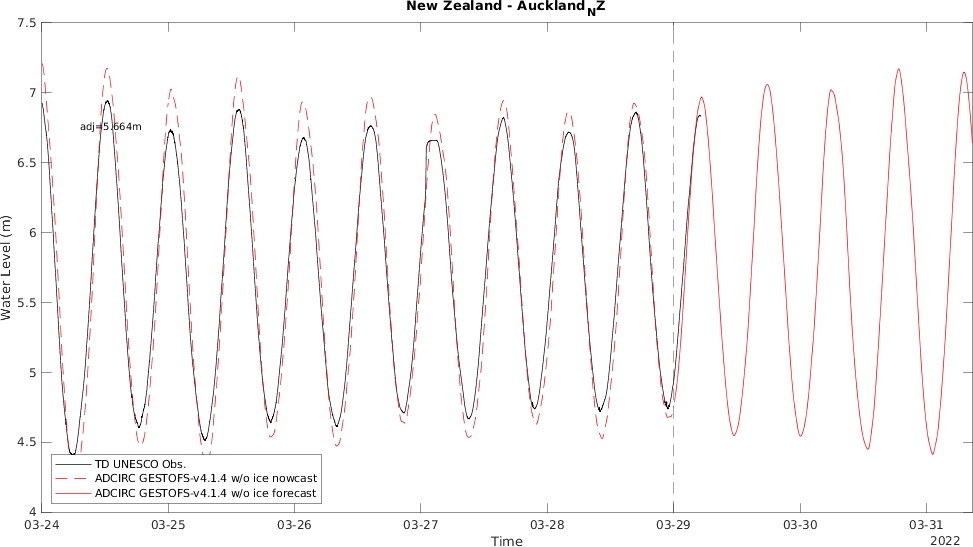 New Zealand - Auckland_NZ
7.5
7
6.5
6
5.5
5
4.5
4
Water Level (m)
adj=5.664m
TD UNESCO Obs.
ADCIRC GESTOFS-v4.1.4 w/o ice nowcast
ADCIRC GESTOFS-v4.1.4 w/o ice forecast
03-24 03-25 03-26 03-27 03-28 03-29 03-30 03-31
Time
2022